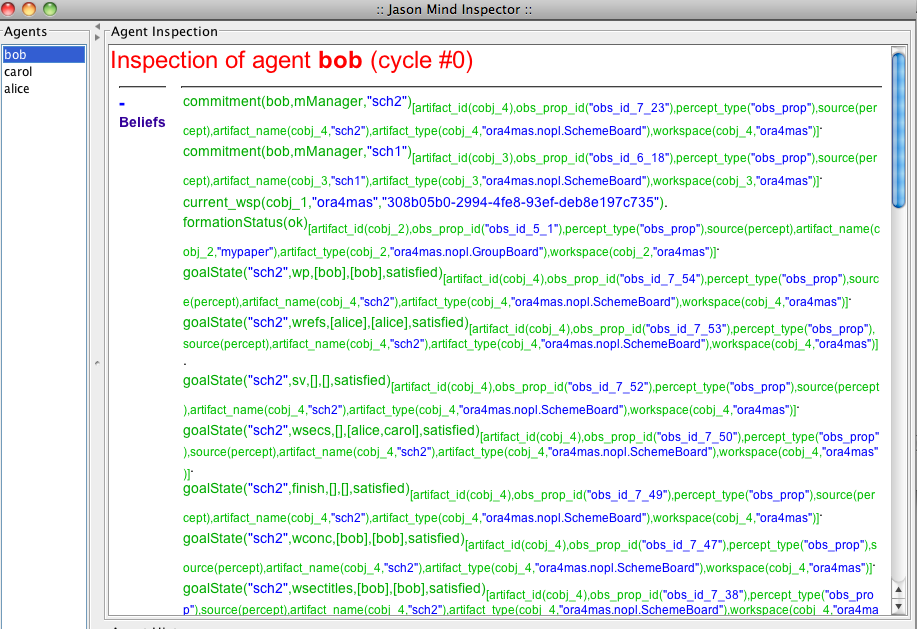 :: Jason Mind Inspector ::
Agents
bob
carol
alice
Agent Inspection
Inspection of agent bob (cycle #0)
-
Beliefs
commitment(bob,mManager,"sch2")[artifact_id(cobj_4),obs_prop_id("obs_id_7_23"),percept_type("obs_prop"),source(per
cept),artifact_name(cobj_4,"sch2"),artifact_type(cobj_4,"ora4mas.nopl.SchemeBoard"),workspace(cobj_4,"ora4mas")].
commitment(bob,mManager,"sch1")[artifact_id(cobj_3),obs_prop_id("obs_id_6_18"),percept_type("obs_prop"),source(per
cept),artifact_name(cobj_3,"sch1"),artifact_type(cobj_3,"ora4mas.nopl.SchemeBoard"),workspace(cobj_3,"ora4mas")].
current_wsp(cobj_1,"ora4mas","308b05b0-2994-4fe8-93ef-deb8e197c735").
formationStatus(ok)[artifact_id(cobj_2),obs_prop_id("obs_id_5_1"),percept_type("obs_prop"),source(percept),artifact_name(c
obj_2,"mypaper"),artifact_type(cobj_2,"ora4mas.nopl.GroupBoard"),workspace(cobj_2,"ora4mas")].
goalState("sch2",wp,[bob],[bob],satisfied)[artifact_id(cobj_4),obs_prop_id("obs_id_7_54"),percept_type("obs_prop"),sourc
e(percept),artifact_name(cobj_4,"sch2"),artifact_type(cobj_4,"ora4mas.nopl.SchemeBoard"),workspace(cobj_4,"ora4mas")].
goalState("sch2",wrefs,[alice],[alice],satisfied)[artifact_id(cobj_4),obs_prop_id("obs_id_7_53"),percept_type("obs_prop"),
source(percept),artifact_name(cobj_4,"sch2"),artifact_type(cobj_4,"ora4mas.nopl.SchemeBoard"),workspace(cobj_4,"ora4mas")]
.
goalState("sch2",sv,[],[],satisfied)[artifact_id(cobj_4),obs_prop_id("obs_id_7_52"),percept_type("obs_prop"),source(percept
),artifact_name(cobj_4,"sch2"),artifact_type(cobj_4,"ora4mas.nopl.SchemeBoard"),workspace(cobj_4,"ora4mas")].
goalState("sch2",wsecs,[],[alice,carol],satisfied)[artifact_id(cobj_4),obs_prop_id("obs_id_7_50"),percept_type("obs_prop"
),source(percept),artifact_name(cobj_4,"sch2"),artifact_type(cobj_4,"ora4mas.nopl.SchemeBoard"),workspace(cobj_4,"ora4mas"
)].
goalState("sch2",finish,[],[],satisfied)[artifact_id(cobj_4),obs_prop_id("obs_id_7_49"),percept_type("obs_prop"),source(per
cept),artifact_name(cobj_4,"sch2"),artifact_type(cobj_4,"ora4mas.nopl.SchemeBoard"),workspace(cobj_4,"ora4mas")].
goalState("sch2",wconc,[bob],[bob],satisfied)[artifact_id(cobj_4),obs_prop_id("obs_id_7_47"),percept_type("obs_prop"),s
ource(percept),artifact_name(cobj_4,"sch2"),artifact_type(cobj_4,"ora4mas.nopl.SchemeBoard"),workspace(cobj_4,"ora4mas")].
goalState("sch2",wsectitles,[bob],[bob],satisfied)[artifact_id(cobj_4),obs_prop_id("obs_id_7_38"),percept_type("obs_pro
p"),source(percept),artifact_name(cobj_4,"sch2"),artifact_type(cobj_4,"ora4mas.nopl.SchemeBoard"),workspace(cobj_4,"ora4ma